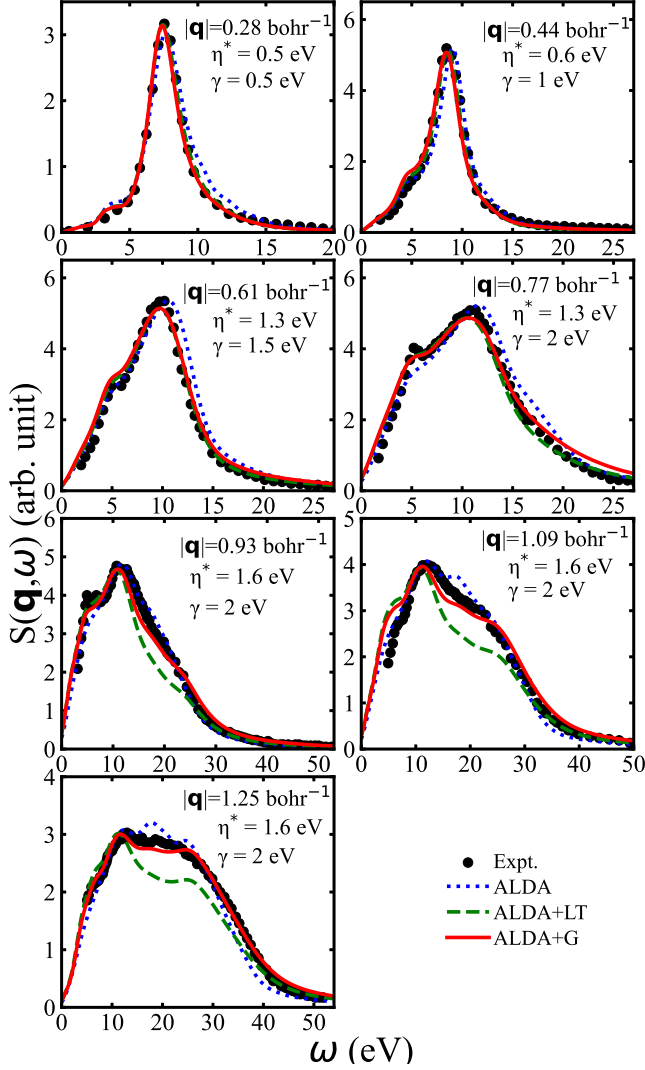 |q|=0.28 bohr⁻¹
η* = 0.5 eV
γ = 0.5 eV
3
2
1
0
0 5 10 15 20
|q|=0.44 bohr⁻¹
η* = 0.6 eV
γ = 1 eV
6
4
2
0
0 5 10 15 20 25
|q|=0.61 bohr⁻¹
η* = 1.3 eV
γ = 1.5 eV
6
4
2
0
0 5 10 15 20 25
|q|=0.77 bohr⁻¹
η* = 1.3 eV
γ = 2 eV
6
4
2
0
0 5 10 15 20 25
S(q,ω) (arb. unit)
|q|=0.93 bohr⁻¹
η* = 1.6 eV
γ = 2 eV
6
5
4
3
2
1
0
0 10 20 30 40 50
|q|=1.09 bohr⁻¹
η* = 1.6 eV
γ = 2 eV
5
4
3
2
1
0
0 10 20 30 40 50
|q|=1.25 bohr⁻¹
η* = 1.6 eV
γ = 2 eV
4
3
2
1
0
0 10 20 30 40 50
Expt.
ALDA
ALDA+LT
ALDA+G
ω (eV)